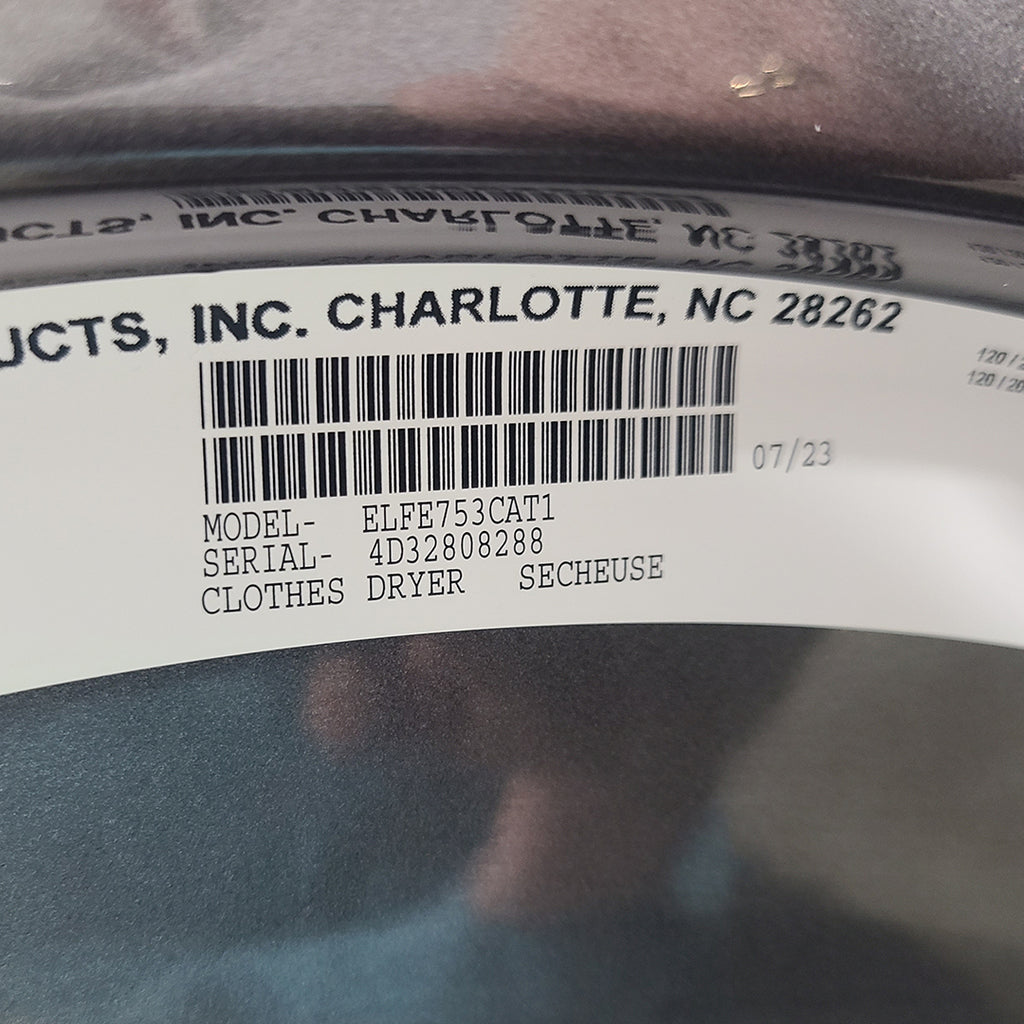 UCTS, INC. CHARLOTTE, NC 28262
07/23
MODEL- ELFE753CAT1
SERIAL- 4D32808288
CLOTHES DRYER SECHEUSE